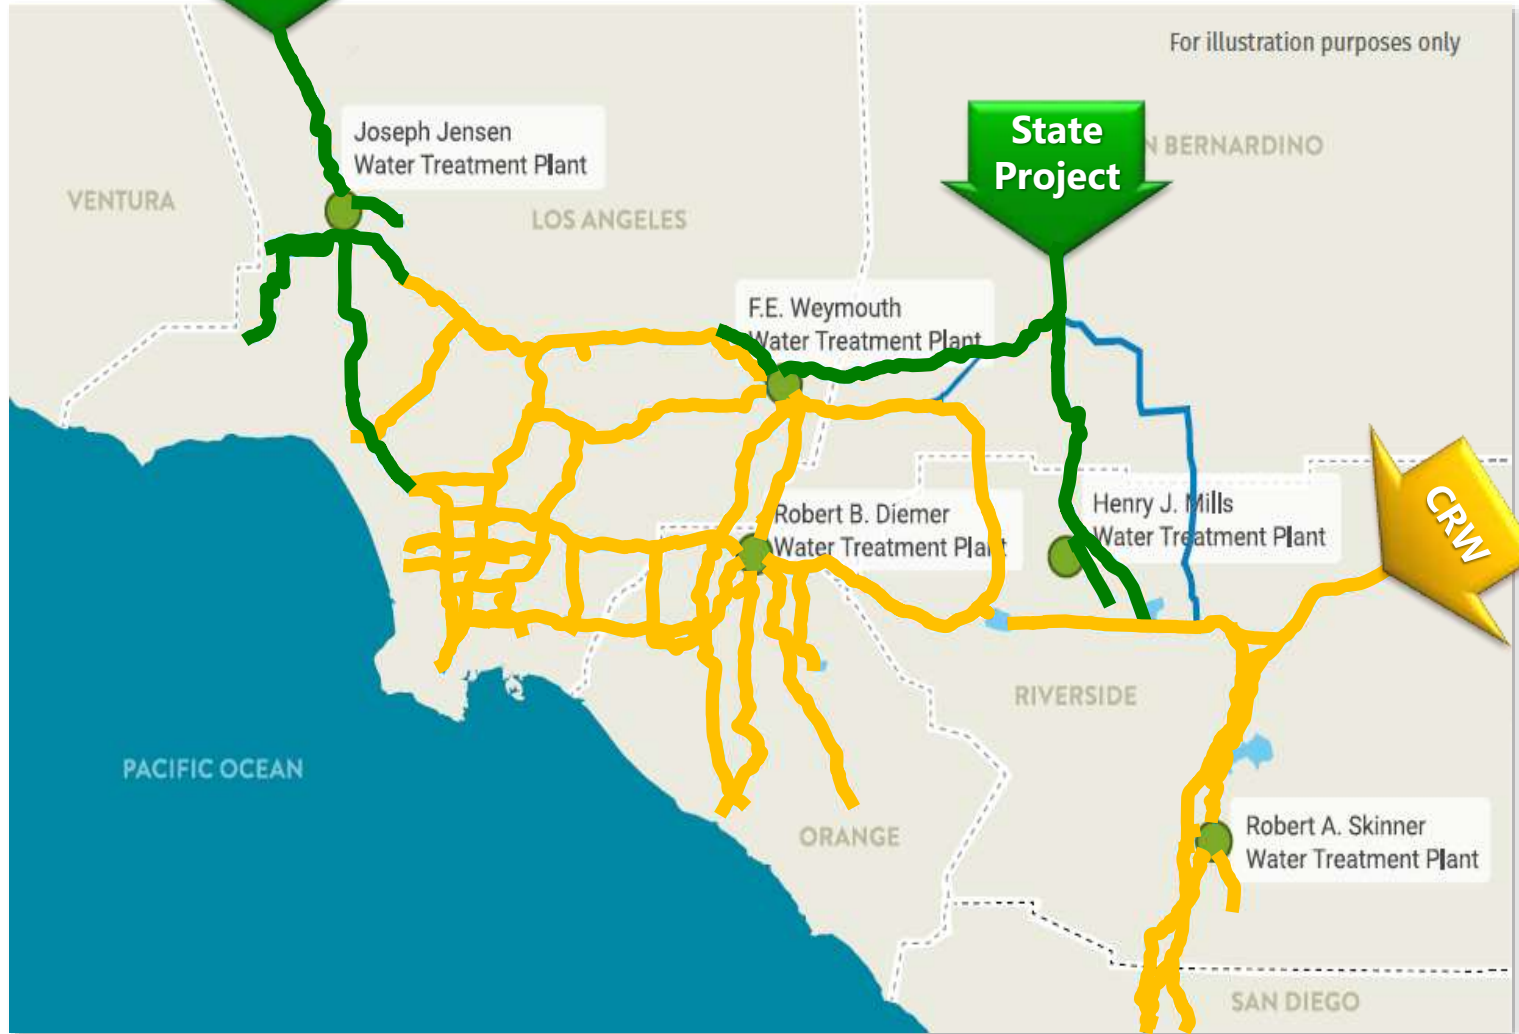 For illustration purposes only
Joseph Jensen
Water Treatment Plant
State
Project
N BERNARDINO
VENTURA
LOS ANGELES
F.E. Weymouth
Water Treatment Plant
Henry J. Mills
Water Treatment Plant
CRW
Robert B. Diemer
Water Treatment Plant
RIVERSIDE
PACIFIC OCEAN
ORANGE
Robert A. Skinner
Water Treatment Plant
SAN DIEGO